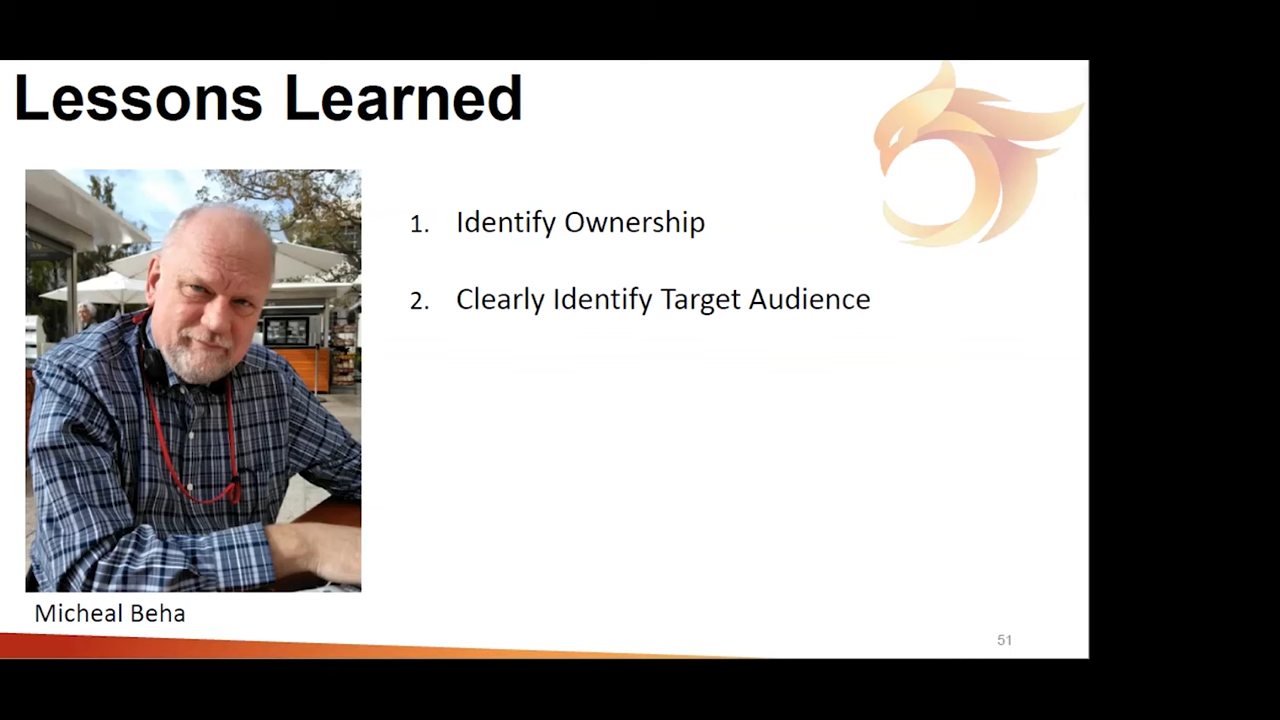 Lessons Learned
1. Identify Ownership
2. Clearly Identify Target Audience
Micheal Beha
51